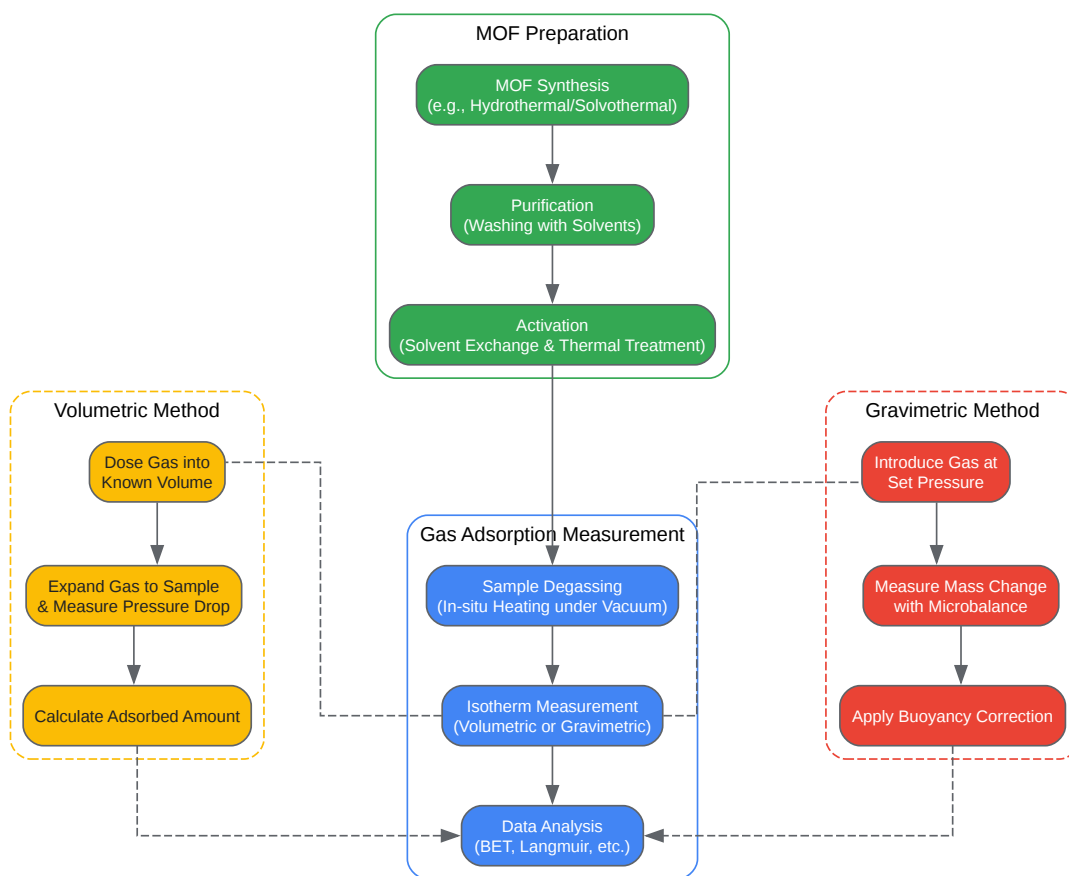 MOF Preparation
MOF Synthesis
(e.g., Hydrothermal/Solvothermal)
Purification
(Washing with Solvents)
Activation
(Solvent Exchange & Thermal Treatment)
Volumetric Method
Dose Gas into
Known Volume
Expand Gas to Sample
& Measure Pressure Drop
Calculate Adsorbed Amount
Gas Adsorption Measurement
Sample Degassing
(In-situ Heating under Vacuum)
Isotherm Measurement
(Volumetric or Gravimetric)
Data Analysis
(BET, Langmuir, etc.)
Gravimetric Method
Introduce Gas at
Set Pressure
Measure Mass Change
with Microbalance
Apply Buoyancy Correction